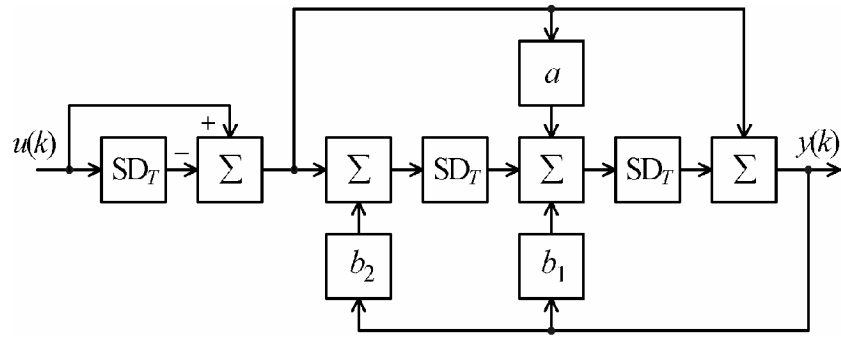 a
+
u(k) SD_T − Σ Σ SD_T Σ SD_T Σ y(k)
b_2 b_1